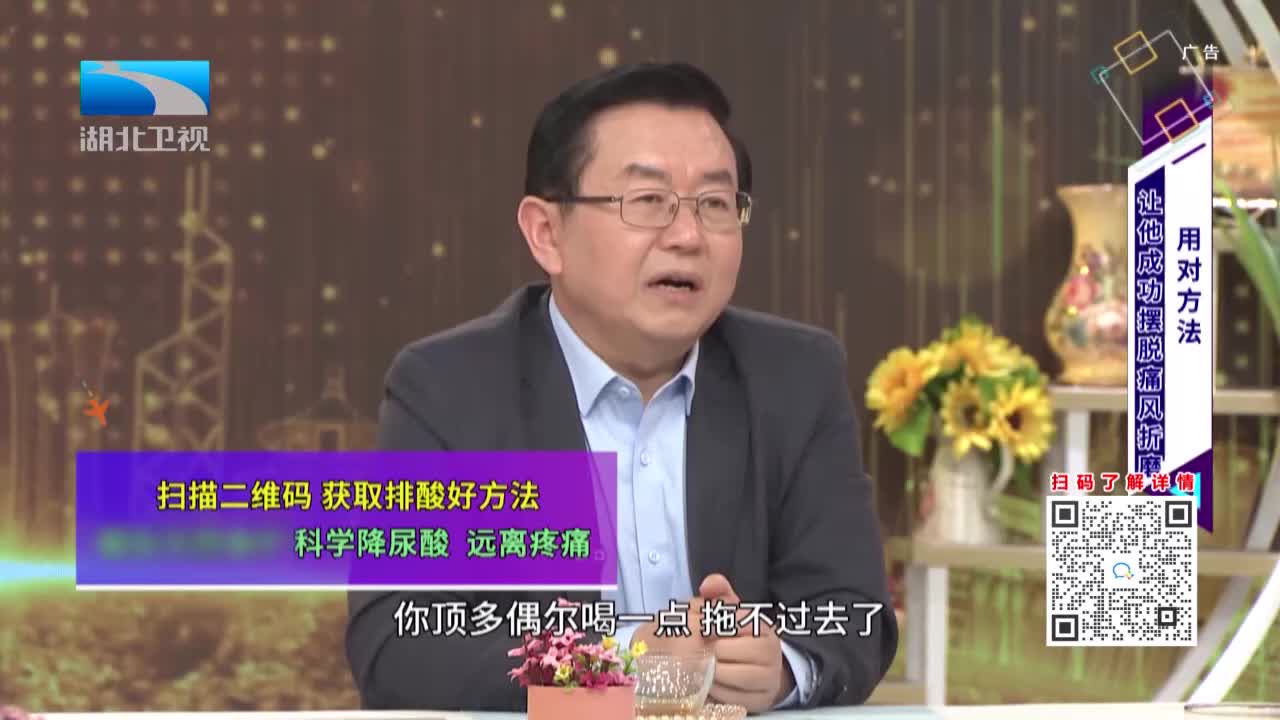 湖北卫视
广告
用对方法
让他成功摆脱痛风折磨
扫码了解详情
扫描二维码 获取排酸好方法
科学降尿酸 远离疼痛
你顶多偶尔喝一点 拖不过去了